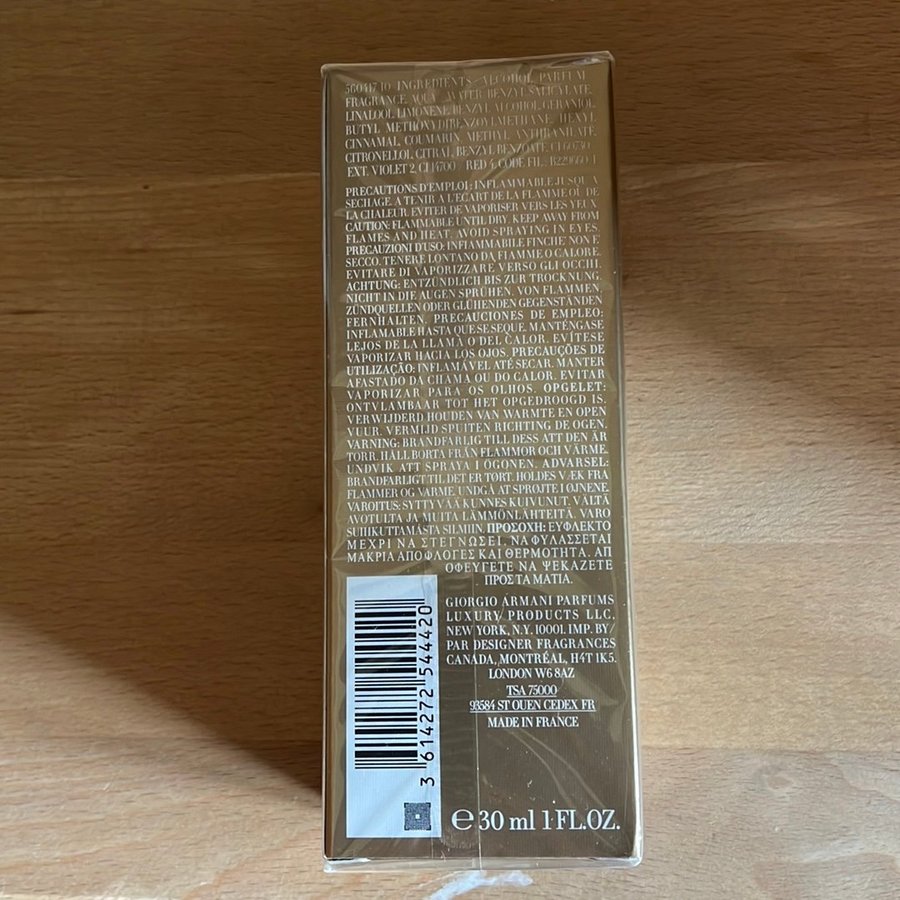 560417 10 INGREDIENTS: ALCOHOL, PARFUM
FRAGRANCE, AQUA WATER, BENZYL SALICYLATE,
LINALOOL, LIMONENE, BENZYL ALCOHOL, GERANIOL,
BUTYL METHOXYDIBENZOYLMETHANE, HEXYL
CINNAMAL, COUMARIN, METHYL ANTHRANILATE,
CITRONELLOL, CITRAL, BENZYL BENZOATE, CI 60730
EXT. VIOLET 2, CI 14700 RED 4. CODE FIL.: B229660/1
PRECAUTIONS D'EMPLOI : INFLAMMABLE JUSQU'A
SECHAGE. A TENIR A L'ECART DE LA FLAMME OÙ DE
LA CHALEUR. EVITER DE VAPORISER VERS LES YEUX.
CAUTION: FLAMMABLE UNTIL DRY. KEEP AWAY FROM
FLAMES AND HEAT. AVOID SPRAYING IN EYES.
PRECAUZIONI D'USO: INFIAMMABILE FINCHE NON E
SECCO. TENERE LONTANO DA FIAMME O CALORE.
EVITARE DI VAPORIZZARE VERSO GLI OCCHI.
ACHTUNG: ENTZÜNDLICH BIS ZUR TROCKNUNG.
NICHT IN DIE AUGEN SPRÜHEN. VON FLAMMEN,
ZÜNDQUELLEN ODER GLÜHENDEN GEGENSTÄNDEN
FERNHALTEN. PRECAUCIONES DE EMPLEO:
INFLAMABLE HASTA QUE SE SEQUE. MANTÉNGASE
LEJOS DE LA LLAMA O DEL CALOR. EVÍTESE
VAPORIZAR HACIA LOS OJOS. PRECAUÇÕES DE
UTILIZAÇÃO: INFLAMÁVEL ATÉ SECAR. MANTER
AFASTADO DA CHAMA OU DO CALOR. EVITAR
VAPORIZAR PARA OS OLHOS. OPGELET:
ONTVLAMBAAR TOT HET OPGEDROOGD IS.
VERWIJDERD HOUDEN VAN WARMTE EN OPEN
VUUR. VERMIJD SPUITEN RICHTING DE OGEN.
VARNING: BRANDFARLIG TILL DESS ATT DEN ÄR
TORR. HÅLL BORTA FRÅN FLAMMOR OCH VÄRME.
UNDVIK ATT SPRAYA I ÖGONEN. ADVARSEL:
BRANDFARLIGT TIL DET ER TØRT. HOLDES VÆK FRA
FLAMMER OG VARME. UNDGÅ AT SPRØJTE I ØJNENE.
VAROITUS: SYTTYVÄÄ KUNNES KUIVUNUT. VÄLTÄ
AVOTULTA JA MUITA LÄMMÖNLÄHTEITÄ. VARO
SUIHKUTTAMASTA SILMIIN. ΠΡΟΣΟΧΗ: ΕΥΦΛΕΚΤΟ
ΜΕΧΡΙ ΝΑ ΣΤΕΓΝΩΣΕΙ. ΝΑ ΦΥΛΑΣΣΕΤΑΙ
ΜΑΚΡΙΑ ΑΠΟ ΦΛΟΓΕΣ ΚΑΙ ΘΕΡΜΟΤΗΤΑ. ΑΠ
ΟΦΕΥΓΕΤΕ ΝΑ ΨΕΚΑΖΕΤΕ
ΠΡΟΣ ΤΑ ΜΑΤΙΑ.
GIORGIO ARMANI PARFUMS
LUXURY PRODUCTS LLC,
NEW YORK, N.Y. 10001. IMP. BY/
PAR DESIGNER FRAGRANCES
CANADA, MONTRÉAL, H4T 1K5.
LONDON W6 8AZ
TSA 75000
93584 ST OUEN CEDEX FR
MADE IN FRANCE
3 614272 544420
e 30 ml 1 FL.OZ.